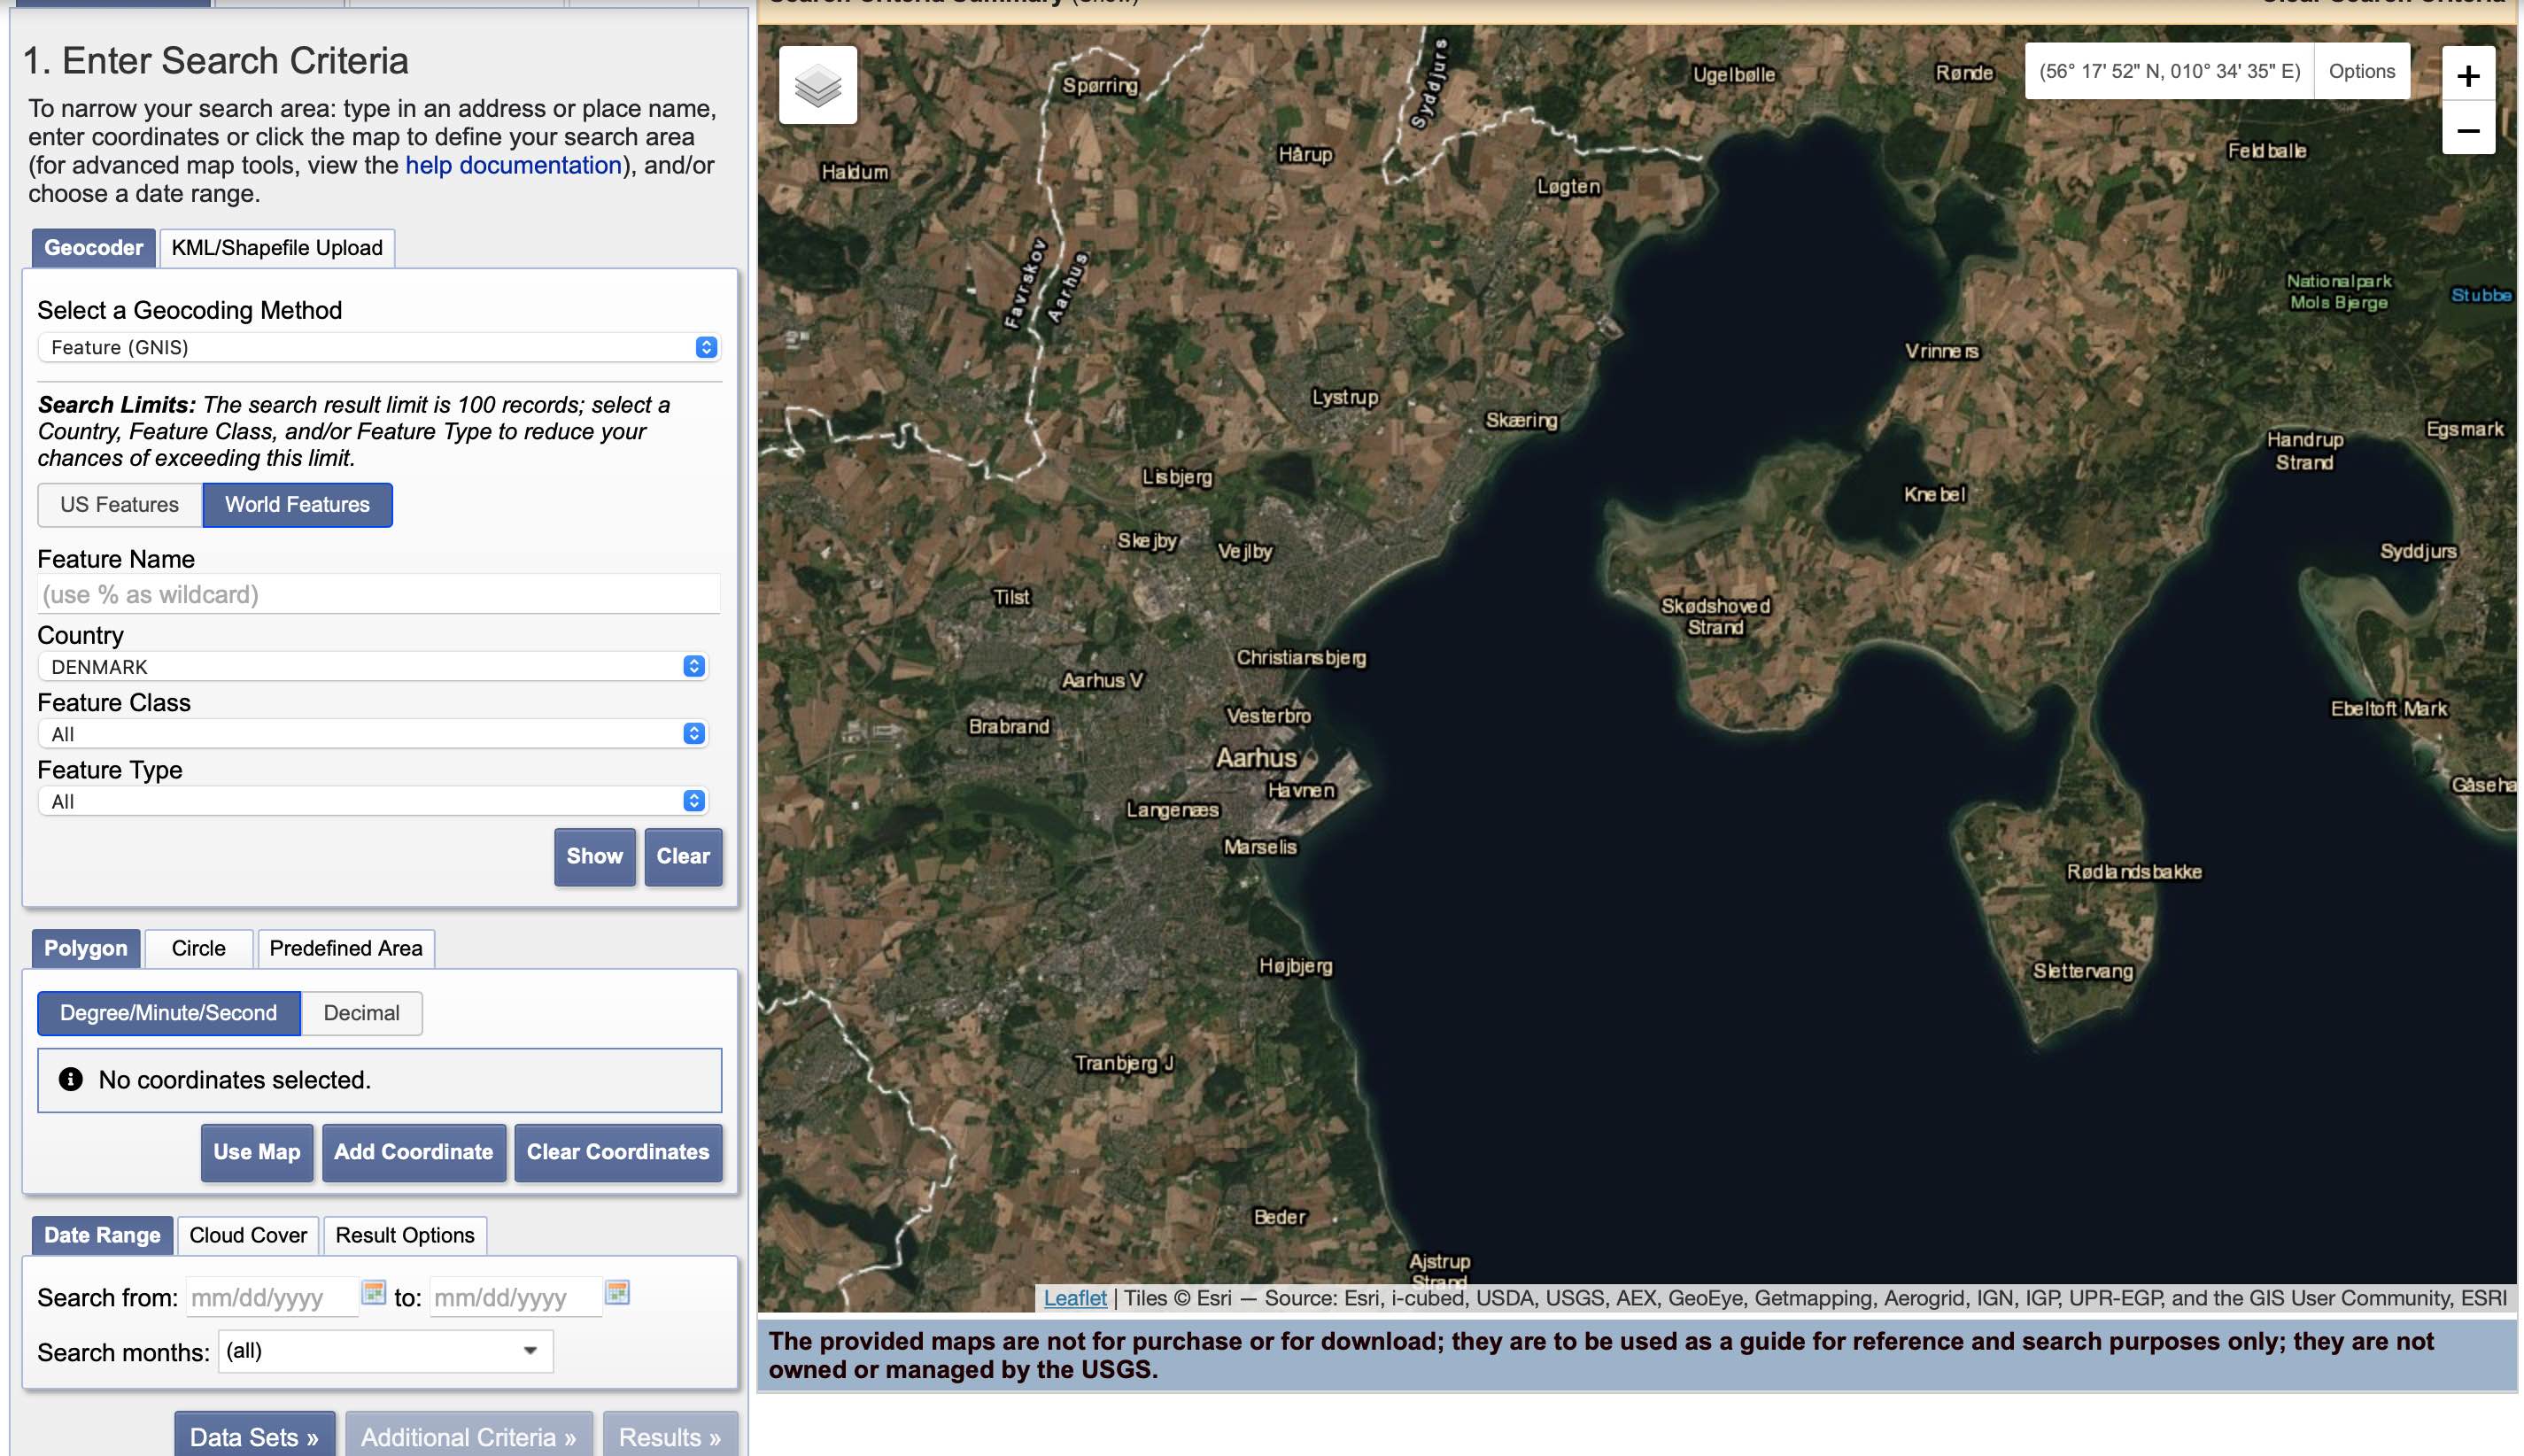 Search Criteria Summary (Show)
Clear Search Criteria
1. Enter Search Criteria
To narrow your search area: type in an address or place name,
enter coordinates or click the map to define your search area
(for advanced map tools, view the help documentation), and/or
choose a date range.
Geocoder
KML/Shapefile Upload
Select a Geocoding Method
Feature (GNIS)
Search Limits: The search result limit is 100 records; select a
Country, Feature Class, and/or Feature Type to reduce your
chances of exceeding this limit.
US Features
World Features
Feature Name
(use % as wildcard)
Country
DENMARK
Feature Class
All
Feature Type
All
Show
Clear
Polygon
Circle
Predefined Area
Degree/Minute/Second
Decimal
No coordinates selected.
Use Map
Add Coordinate
Clear Coordinates
Date Range
Cloud Cover
Result Options
Search from: mm/dd/yyyy to: mm/dd/yyyy
Search months: (all)
Data Sets »
Additional Criteria »
Results »
(56° 17' 52" N, 010° 34' 35" E)
Options
+
−
Spørring
Syddjurs
Ugelbølle
Rønde
Feldballe
Hårup
Haldum
Løgten
Favrskov
Aarhus
Nationalpark
Mols Bjerge
Stubbe
Vrinners
Lystrup
Skæring
Handrup
Strand
Egsmark
Lisbjerg
Knebel
Skejby
Vejlby
Syddjurs
Tilst
Skødshoved
Strand
Christiansbjerg
Aarhus V
Vesterbro
Ebeltoft Mark
Brabrand
Aarhus
Havnen
Gåseha
Langenæs
Marselis
Rødlandsbakke
Højbjerg
Slettervang
Tranbjerg J
Beder
Ajstrup
Strand
Leaflet | Tiles © Esri — Source: Esri, i-cubed, USDA, USGS, AEX, GeoEye, Getmapping, Aerogrid, IGN, IGP, UPR-EGP, and the GIS User Community, ESRI
The provided maps are not for purchase or for download; they are to be used as a guide for reference and search purposes only; they are not
owned or managed by the USGS.